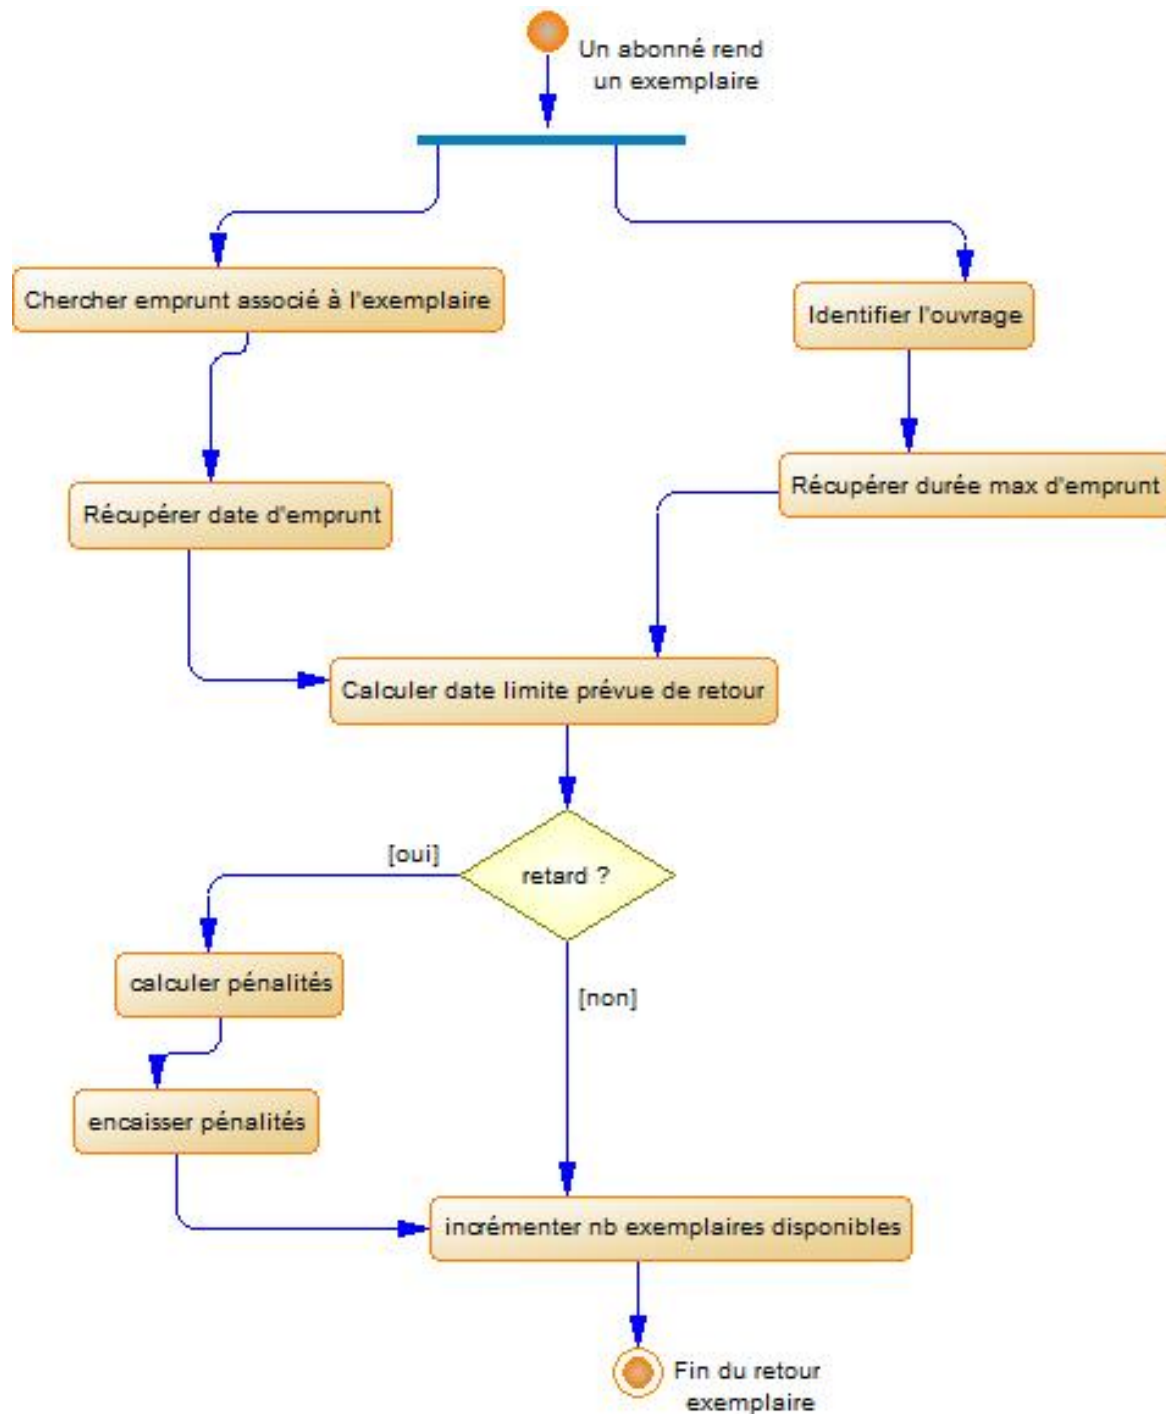 Un abonné rend
un exemplaire
Chercher emprunt associé à l'exemplaire
Identifier l'ouvrage
Récupérer durée max d'emprunt
Récupérer date d'emprunt
Calculer date limite prévue de retour
[oui]
retard ?
calculer pénalités
[non]
encaisser pénalités
incrémenter nb exemplaires disponibles
Fin du retour
exemplaire